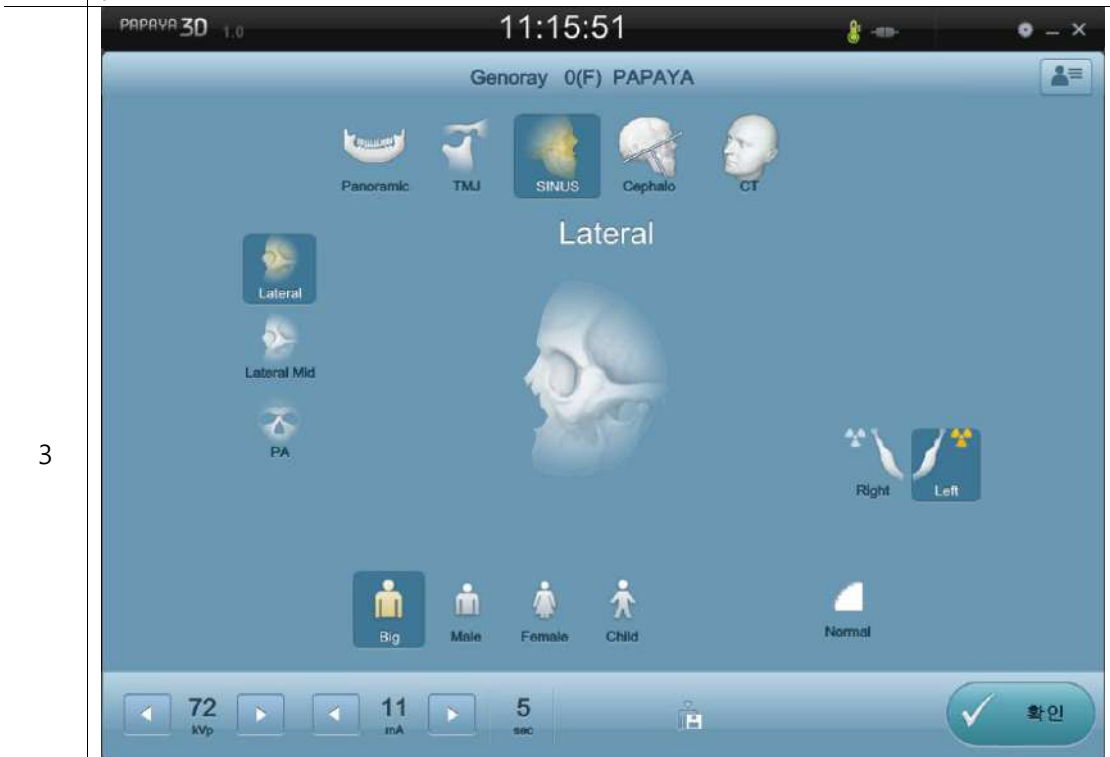 PAPAYA 3D 1.0 11:15:51
Genoray 0(F) PAPAYA
Panoramic TMJ SINUS Cephalo CT
Lateral
Lateral
Lateral Mid
PA
3
Right Left
Big Male Female Child Normal
72 11 5
kVp mA sec
확인